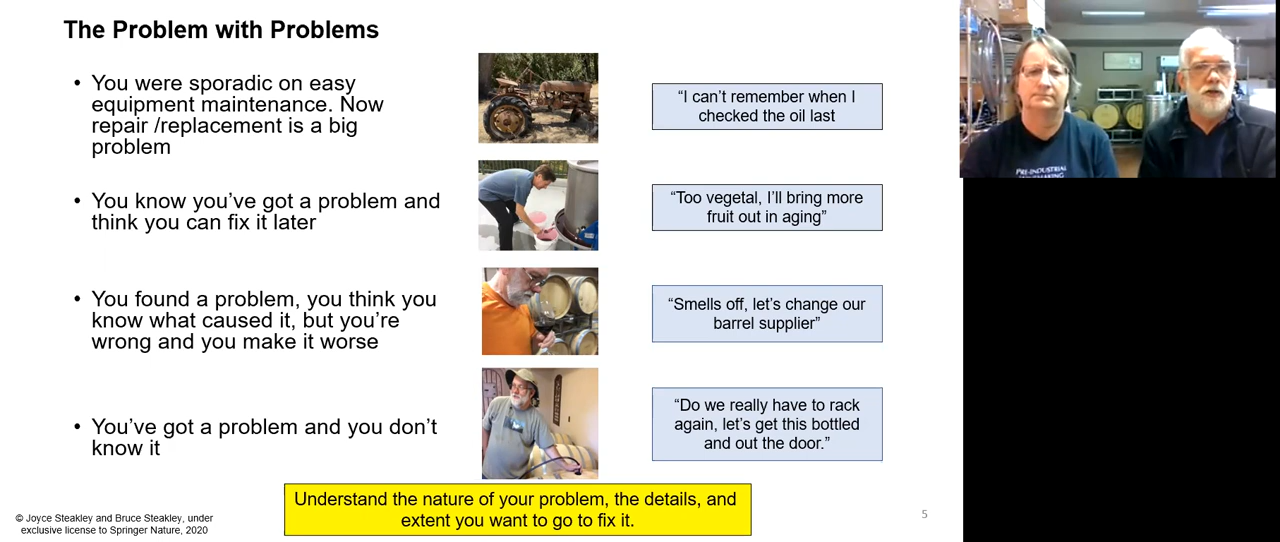 The Problem with Problems
• You were sporadic on easy
equipment maintenance. Now
repair /replacement is a big
problem
“I can’t remember when I
checked the oil last
• You know you’ve got a problem and
think you can fix it later
“Too vegetal, I’ll bring more
fruit out in aging”
• You found a problem, you think you
know what caused it, but you’re
wrong and you make it worse
“Smells off, let’s change our
barrel supplier”
• You’ve got a problem and you don’t
know it
“Do we really have to rack
again, let’s get this bottled
and out the door.”
Understand the nature of your problem, the details, and
extent you want to go to fix it.
© Joyce Steakley and Bruce Steakley, under
exclusive license to Springer Nature, 2020
5
PRE-INDUSTRIAL